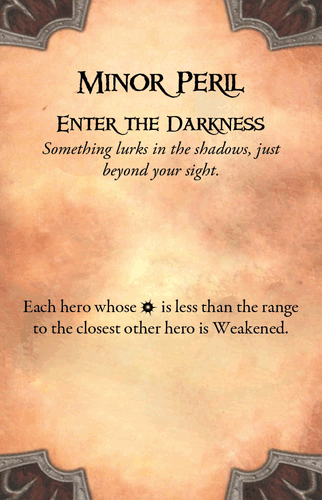 Minor Peril
Enter the Darkness
Something lurks in the shadows, just
beyond your sight.
Each hero whose is less than the range
to the closest other hero is Weakened.